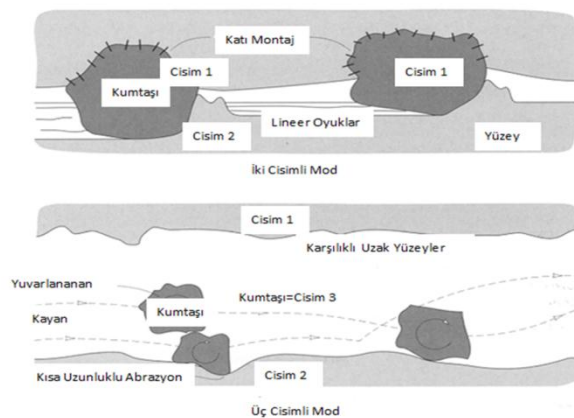 Katı Montaj
Cisim 1
Cisim 1
Kumtaşı
Lineer Oyuklar
Cisim 2
Yüzey
İki Cisimli Mod
Cisim 1
Karşılıklı Uzak Yüzeyler
Yuvarlananan
Kumtaşı
Kumtaşı=Cisim 3
Kayan
Kısa Uzunluklu Abrazyon
Cisim 2
Üç Cisimli Mod